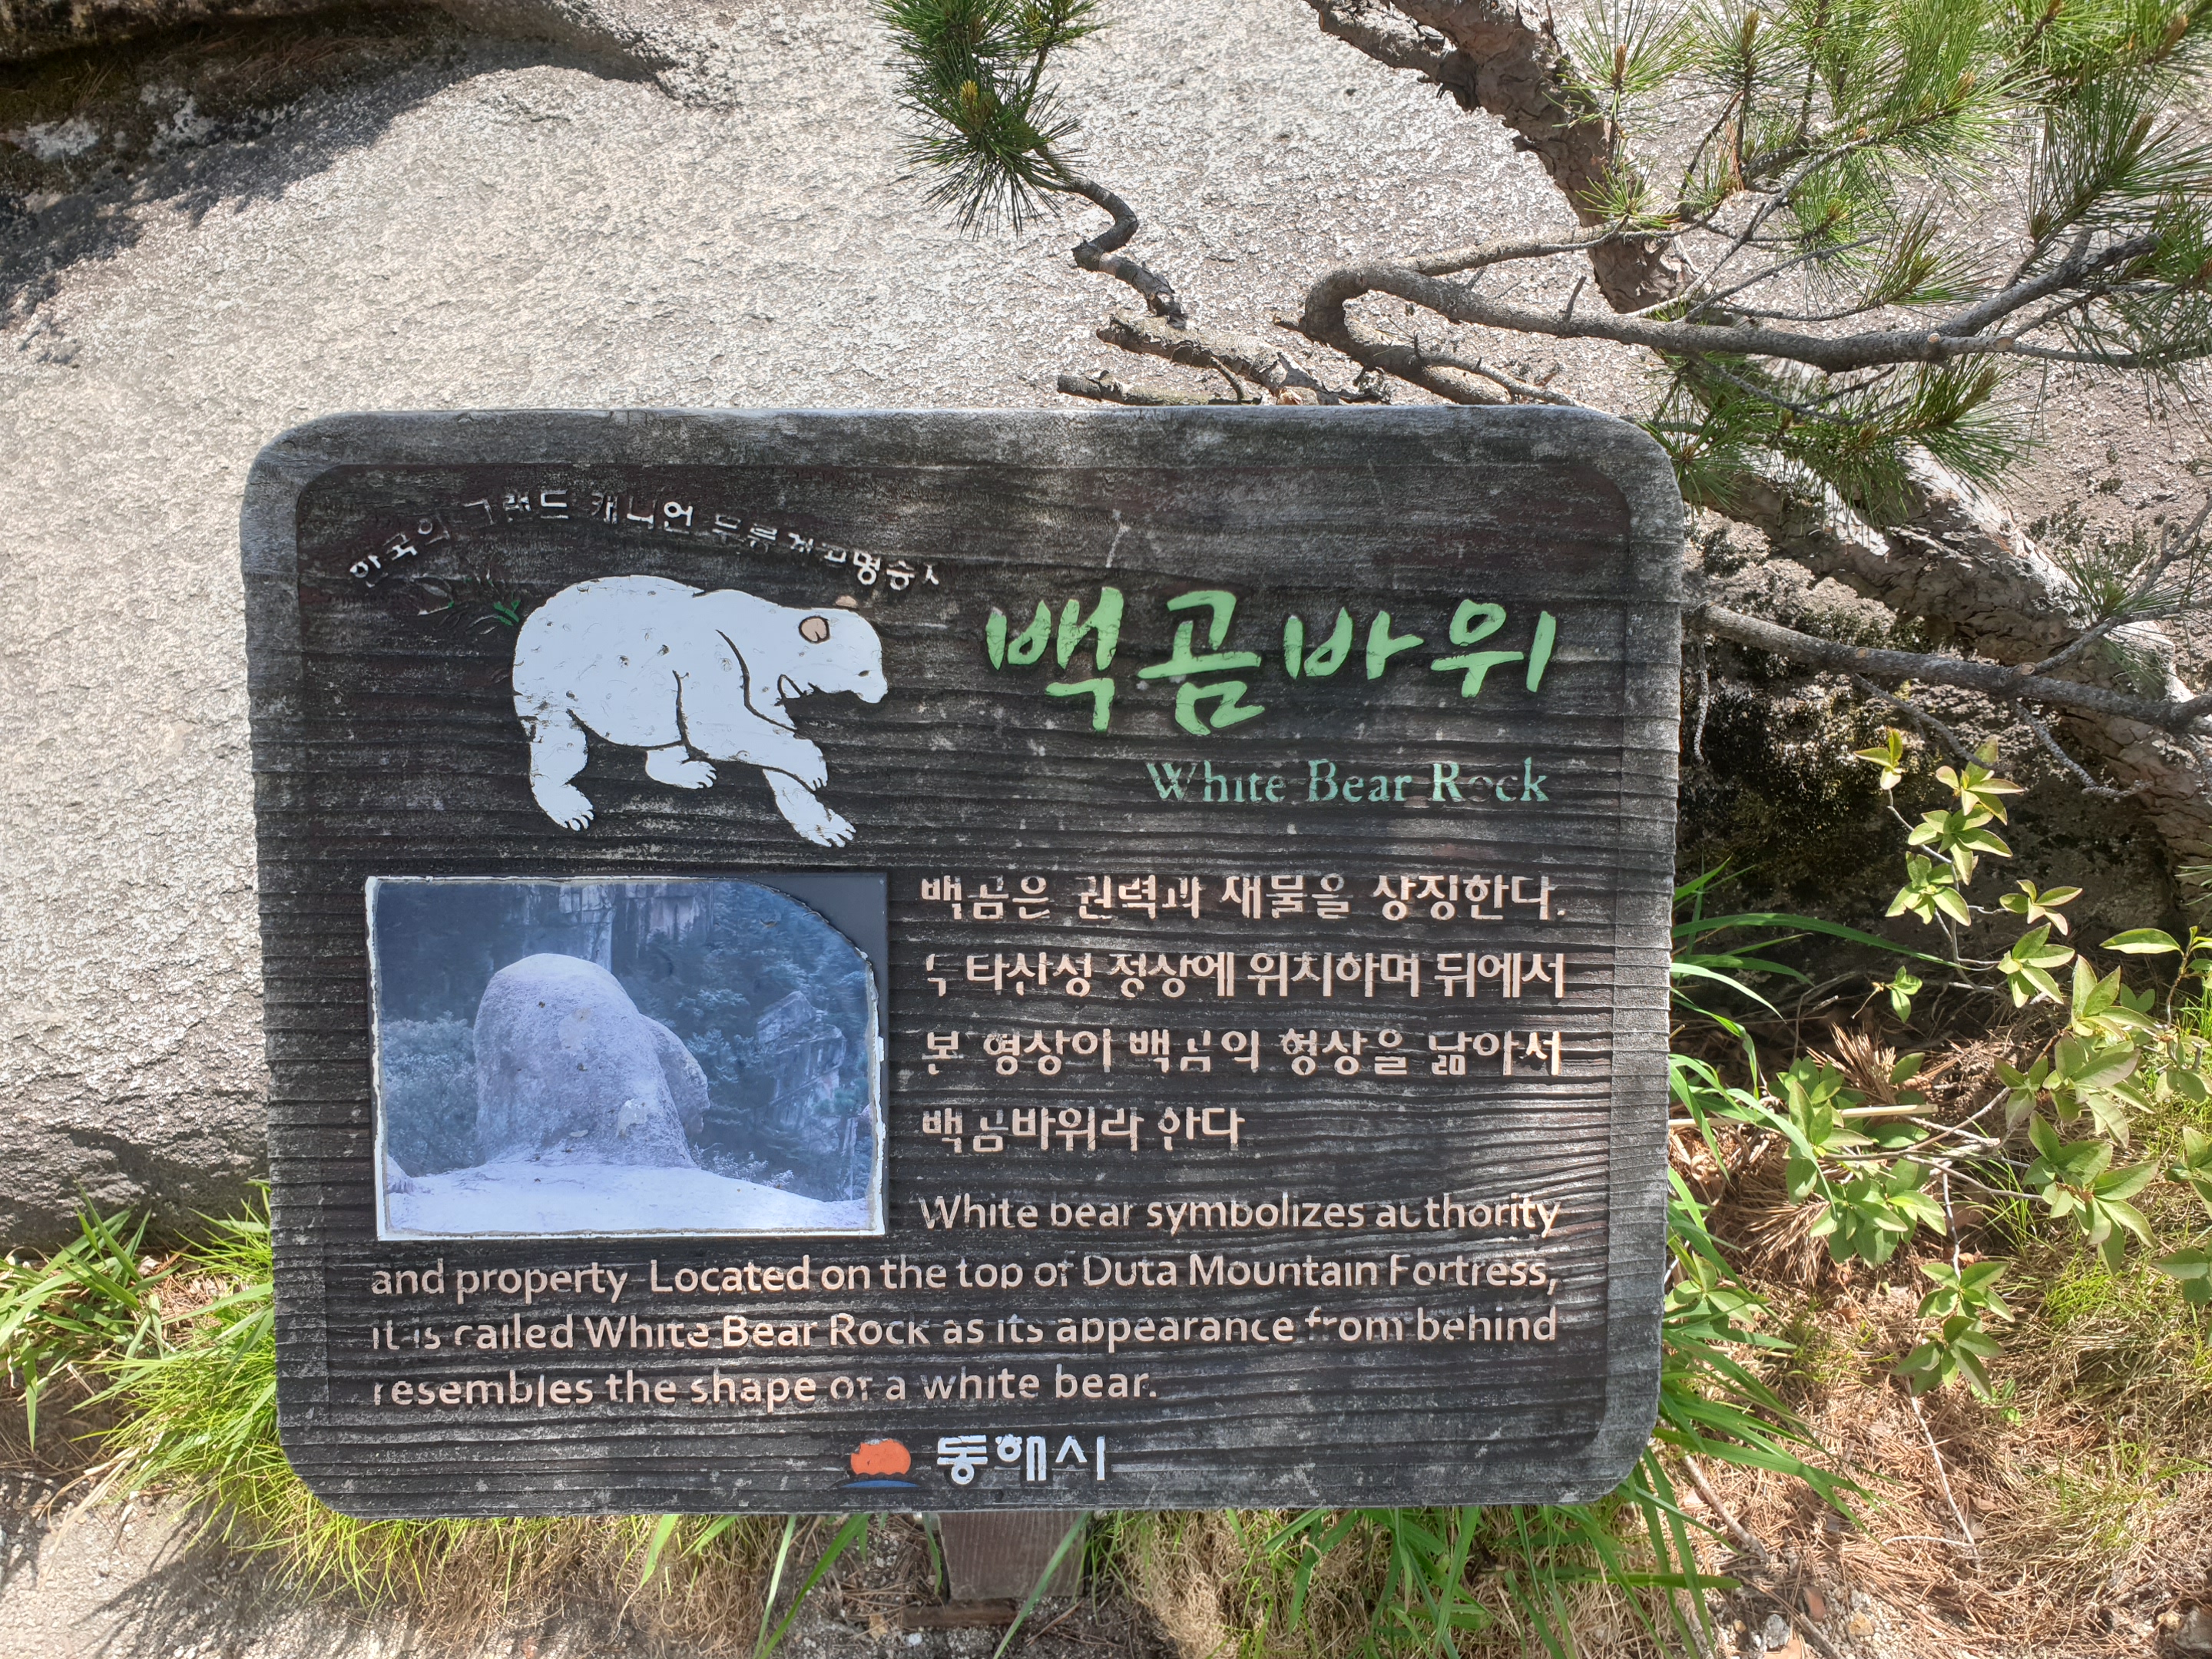 한국의 그랜드 캐니언 무릉계곡명승지
백곰바위
White Bear Rock
백곰은 권력과 재물을 상징한다.
두타산성 정상에 위치하며 뒤에서
본 형상이 백곰의 형상을 닮아서
백곰바위라 한다
White bear symbolizes authority
and property Located on the top of Duta Mountain Fortress,
it is called White Bear Rock as its appearance from behind
resembles the shape of a white bear.
동해시